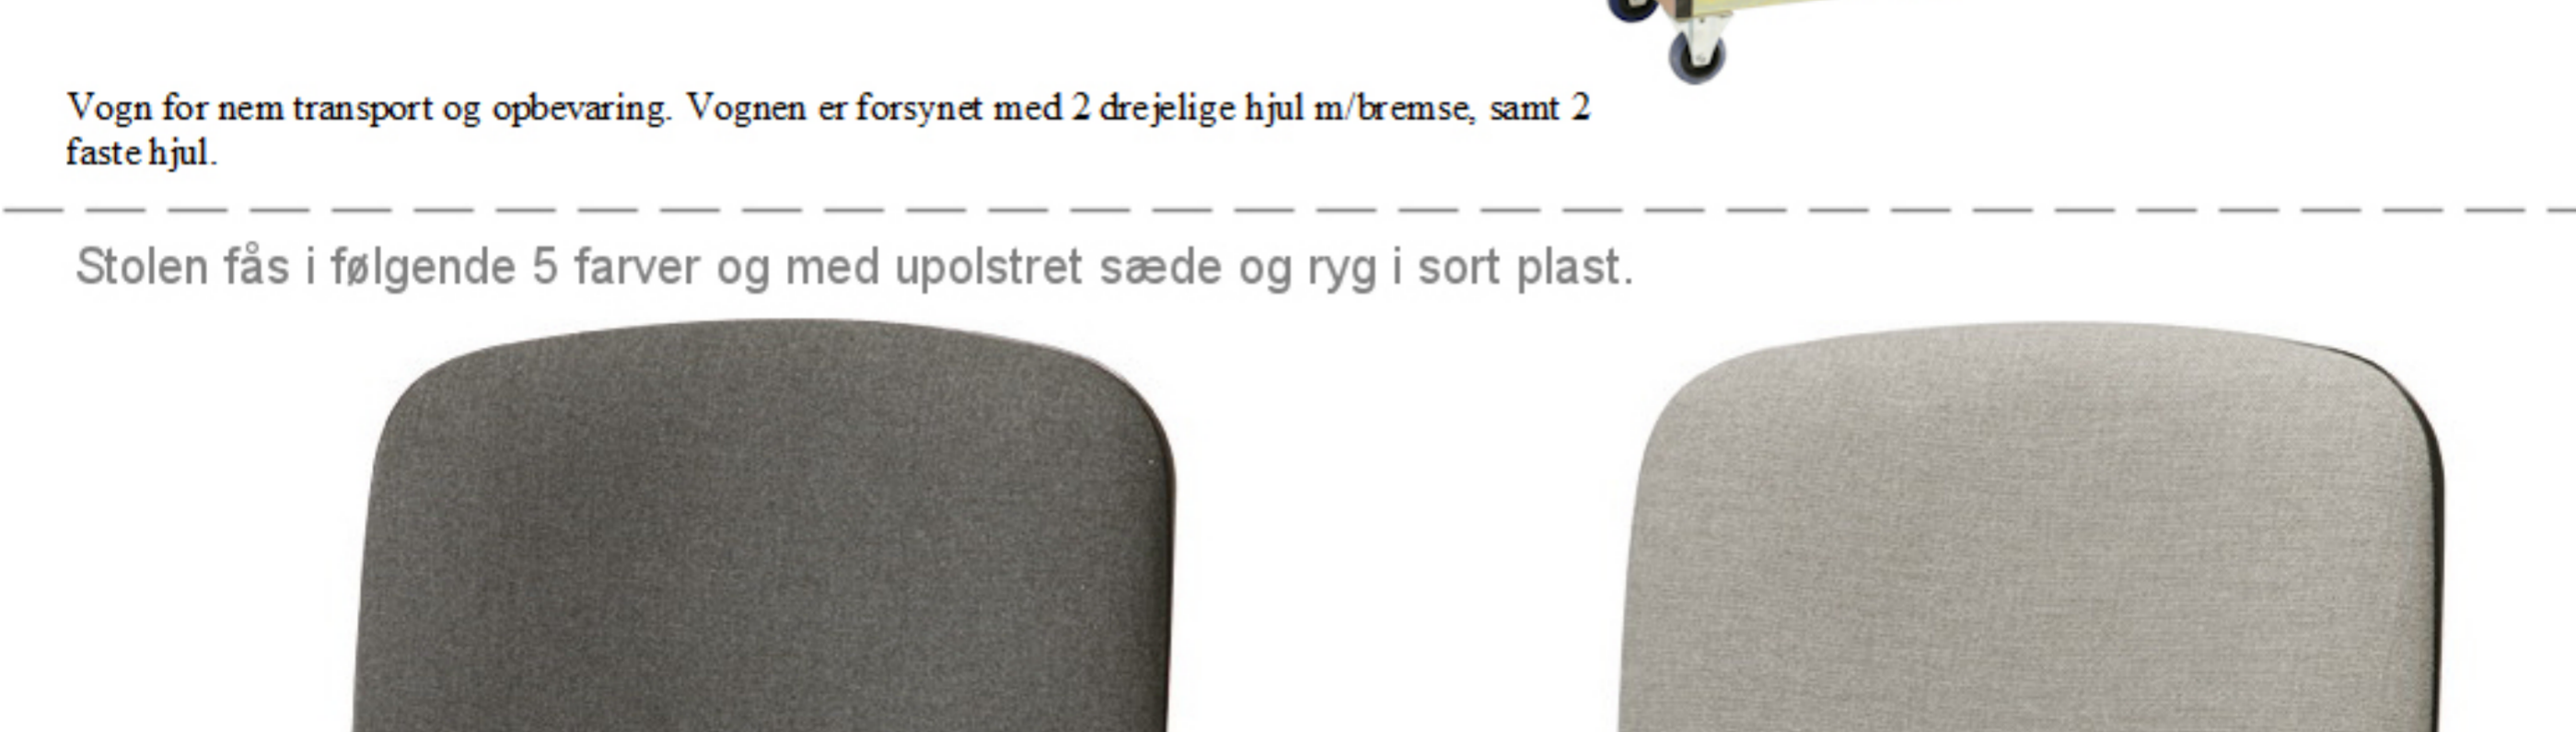 Vogn for nem transport og opbevaring. Vognen er forsynet med 2 drejelige hjul m/bremse, samt 2
faste hjul.
Stolen fås i følgende 5 farver og med upolstret sæde og ryg i sort plast.